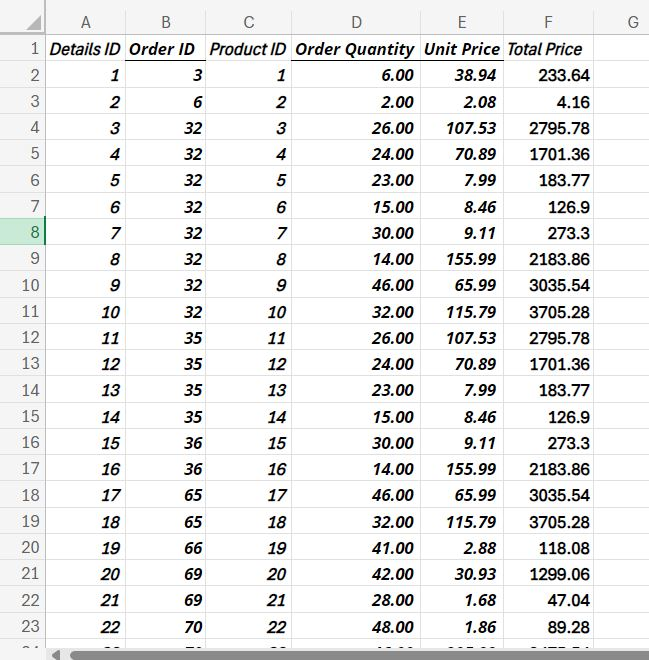 A B C D E F G
1 Details ID Order ID Product ID Order Quantity Unit Price Total Price
2 1 3 1 6.00 38.94 233.64
3 2 6 2 2.00 2.08 4.16
4 3 32 3 26.00 107.53 2795.78
5 4 32 4 24.00 70.89 1701.36
6 5 32 5 23.00 7.99 183.77
7 6 32 6 15.00 8.46 126.9
8 7 32 7 30.00 9.11 273.3
9 8 32 8 14.00 155.99 2183.86
10 9 32 9 46.00 65.99 3035.54
11 10 32 10 32.00 115.79 3705.28
12 11 35 11 26.00 107.53 2795.78
13 12 35 12 24.00 70.89 1701.36
14 13 35 13 23.00 7.99 183.77
15 14 35 14 15.00 8.46 126.9
16 15 36 15 30.00 9.11 273.3
17 16 36 16 14.00 155.99 2183.86
18 17 65 17 46.00 65.99 3035.54
19 18 65 18 32.00 115.79 3705.28
20 19 66 19 41.00 2.88 118.08
21 20 69 20 42.00 30.93 1299.06
22 21 69 21 28.00 1.68 47.04
23 22 70 22 48.00 1.86 89.28